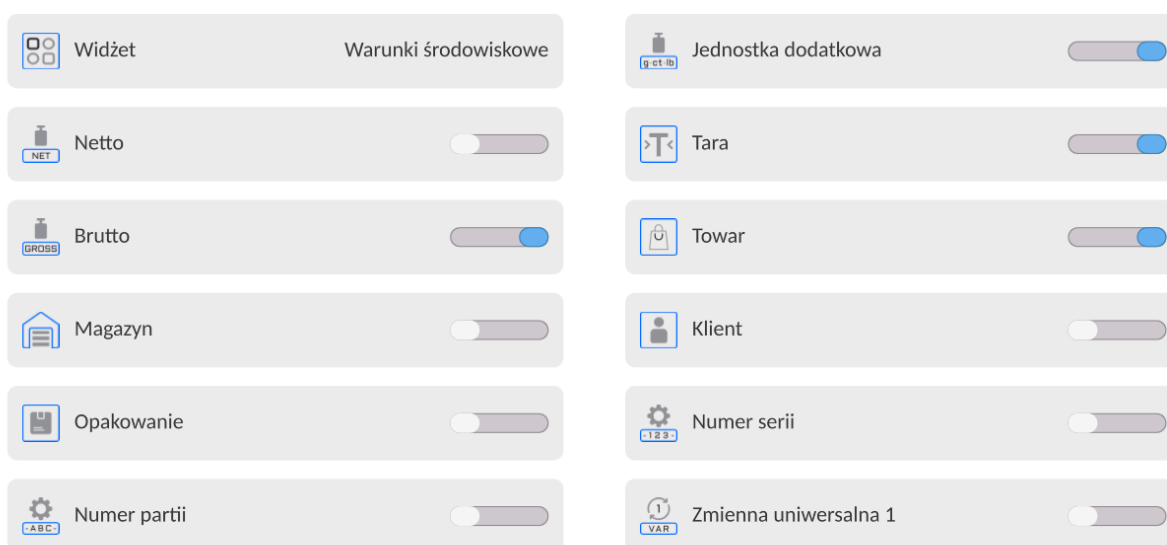 Widżet Warunki środowiskowe
g·ct·lb Jednostka dodatkowa
NET Netto
>T< Tara
GROSS Brutto
Towar
Magazyn
Klient
Opakowanie
-123- Numer serii
-ABC- Numer partii
1 VAR Zmienna uniwersalna 1